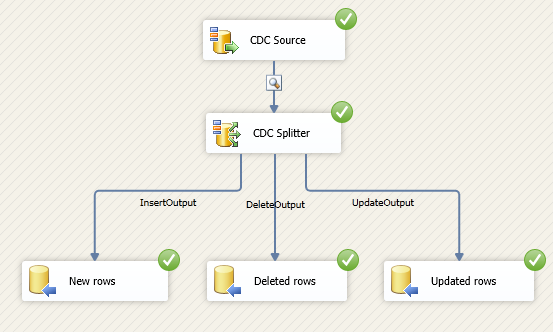 CDC Source
CDC Splitter
InsertOutput
DeleteOutput
UpdateOutput
New rows
Deleted rows
Updated rows